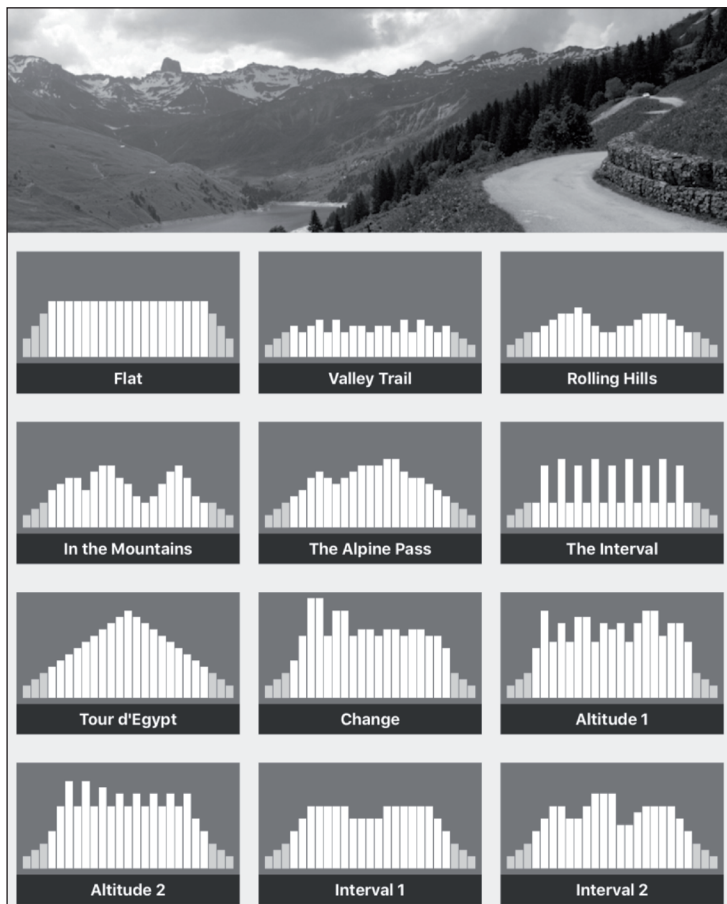 Flat
Valley Trail
Rolling Hills
In the Mountains
The Alpine Pass
The Interval
Tour d'Egypt
Change
Altitude 1
Altitude 2
Interval 1
Interval 2